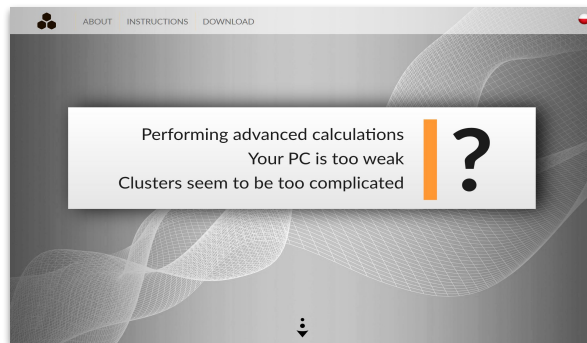 ABOUT INSTRUCTIONS DOWNLOAD
Performing advanced calculations
Your PC is too weak
Clusters seem to be too complicated
?